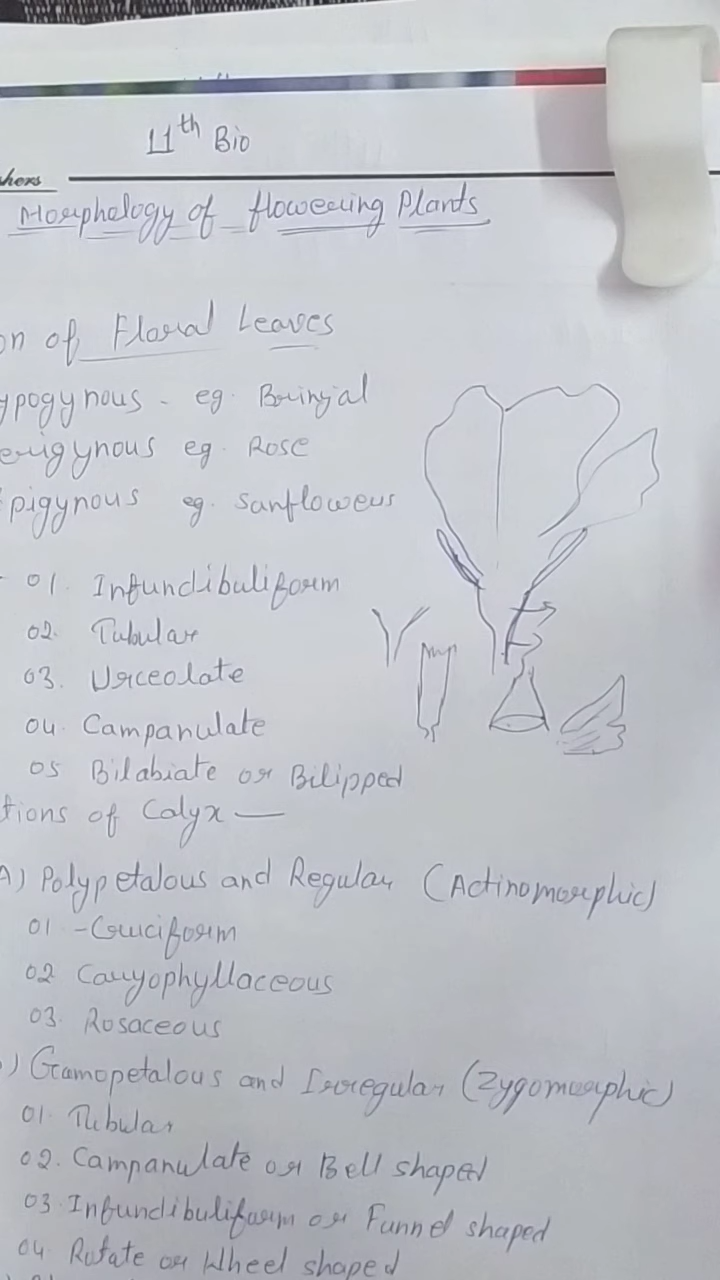 11th Bio
hers
Morphology of flowering Plants
on of Floral Leaves
ypogynous - eg. Brinjal
erigynous eg. Rose
pigynous eg. Sanflowers
01. Infundibuliform
02. Tubular
03. Urceolate
04. Campanulate
05 Bilabiate or Bilipped
tions of Calyx —
A) Polypetalous and Regular (Actinomorphic)
01 - Cruciform
02 Caryophyllaceous
03. Rosaceous
) Gamopetalous and Irregular (Zygomorphic)
01. Tubular
02. Campanulate or Bell shaped
03. Infundibuliform or Funnel shaped
04. Rotate or Wheel shaped